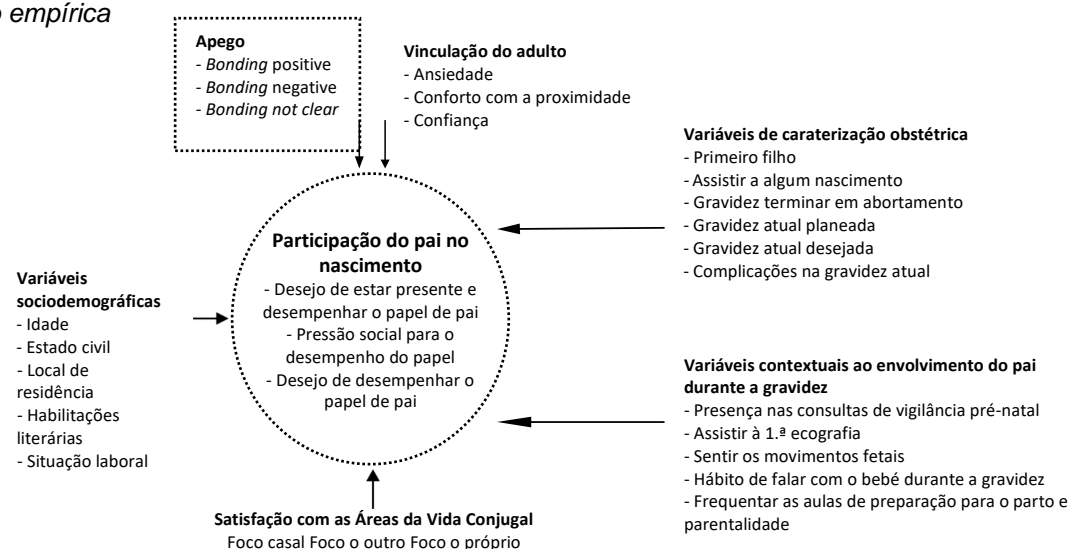 empírica
Apego
- Bonding positive
- Bonding negative
- Bonding not clear
Vinculação do adulto
- Ansiedade
- Conforto com a proximidade
- Confiança
Variáveis de caraterização obstétrica
- Primeiro filho
- Assistir a algum nascimento
- Gravidez terminar em abortamento
- Gravidez atual planeada
- Gravidez atual desejada
- Complicações na gravidez atual
Participação do pai no
nascimento
- Desejo de estar presente e
desempenhar o papel de pai
- Pressão social para o
desempenho do papel
- Desejo de desempenhar o
papel de pai
Variáveis
sociodemográficas
- Idade
- Estado civil
- Local de
residência
- Habilitações
literárias
- Situação laboral
Variáveis contextuais ao envolvimento do pai
durante a gravidez
- Presença nas consultas de vigilância pré-natal
- Assistir à 1.ª ecografia
- Sentir os movimentos fetais
- Hábito de falar com o bebé durante a gravidez
- Frequentar as aulas de preparação para o parto e
parentalidade
Satisfação com as Áreas da Vida Conjugal
Foco casal Foco o outro Foco o próprio